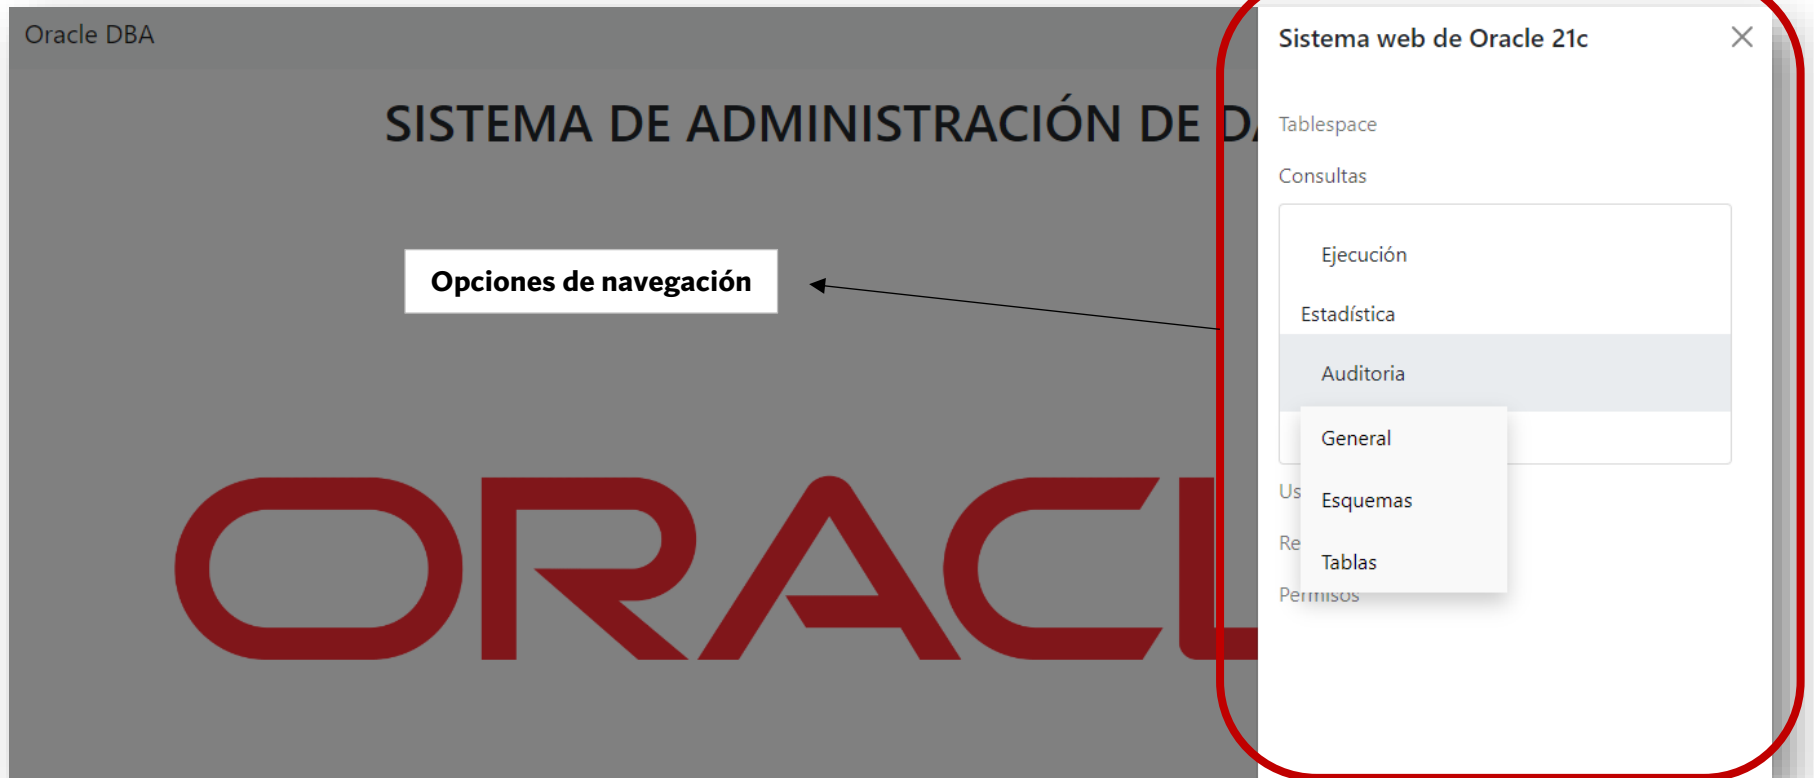 Oracle DBA
SISTEMA DE ADMINISTRACIÓN DE
Opciones de navegación
Sistema web de Oracle 21c
Tablespace
Consultas
Ejecución
Estadística
Auditoria
General
Esquemas
Tablas
Permisos